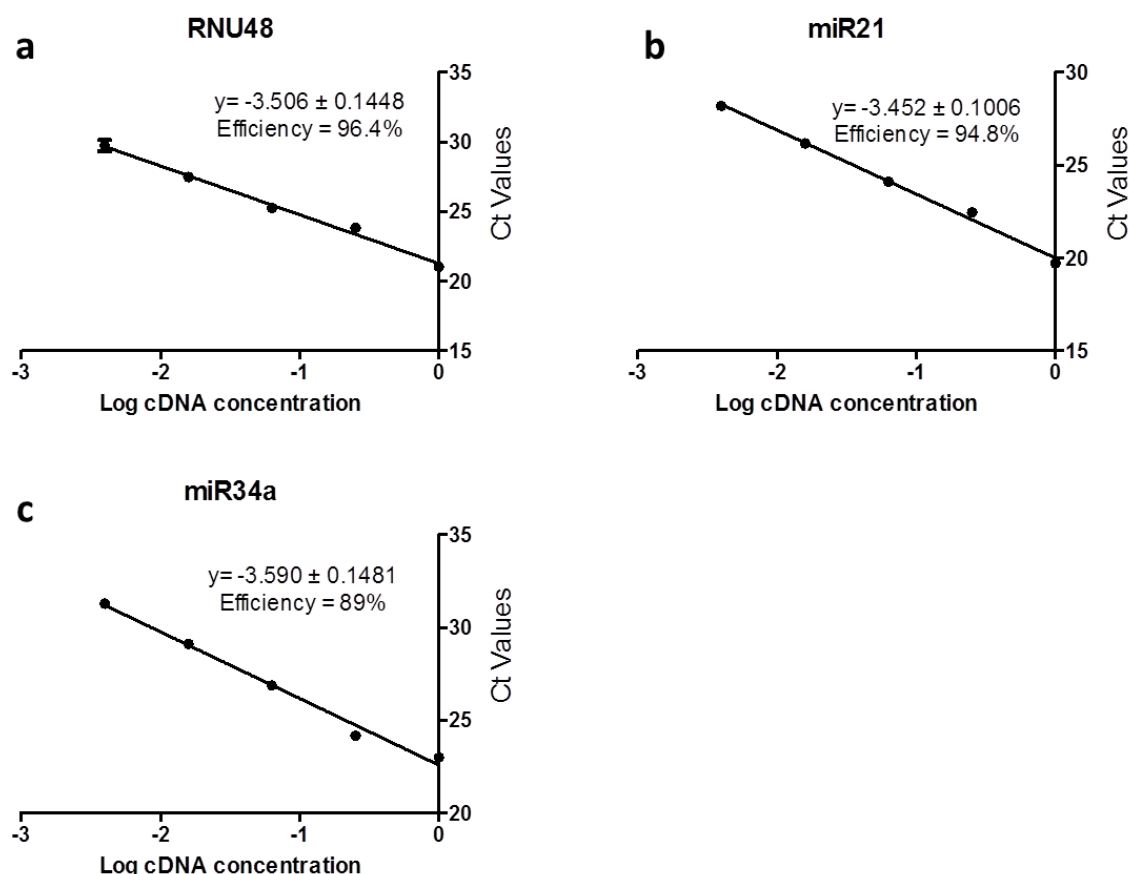 a
RNU48
y= -3.506 ± 0.1448
Efficiency = 96.4%
35
30
25
20
15
Ct Values
-3
-2
-1
0
Log cDNA concentration
b
miR21
y= -3.452 ± 0.1006
Efficiency = 94.8%
30
25
20
15
Ct Values
-3
-2
-1
0
Log cDNA concentration
c
miR34a
y= -3.590 ± 0.1481
Efficiency = 89%
35
30
25
20
Ct Values
-3
-2
-1
0
Log cDNA concentration